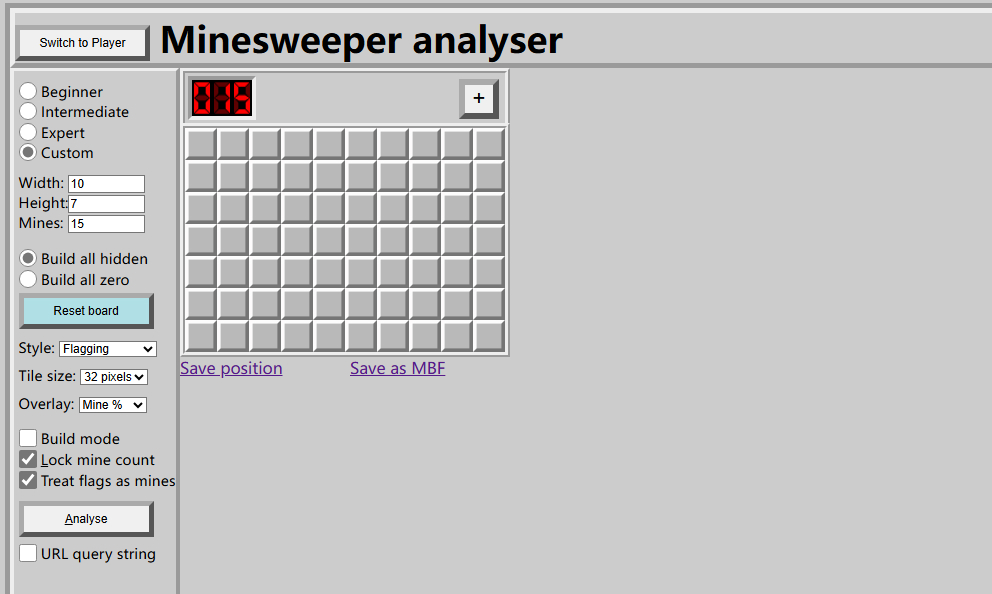 Switch to Player
Minesweeper analyser
Beginner
Intermediate
Expert
Custom
Width: 10
Height: 7
Mines: 15
Build all hidden
Build all zero
Reset board
Style: Flagging
Tile size: 32 pixels
Overlay: Mine %
Build mode
Lock mine count
Treat flags as mines
Analyse
URL query string
015
+
Save position
Save as MBF